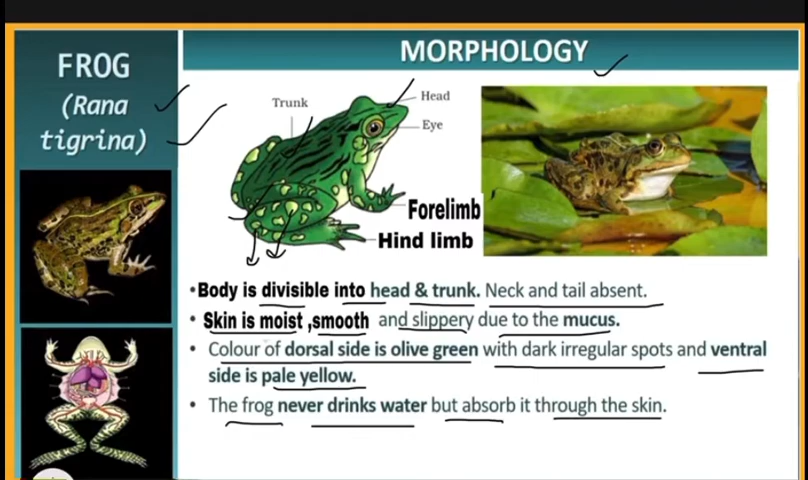 FROG
(Rana
tigrina)
MORPHOLOGY
Trunk
Head
Eye
Forelimb
Hind limb
•Body is divisible into head & trunk. Neck and tail absent.
• Skin is moist ,smooth and slippery due to the mucus.
• Colour of dorsal side is olive green with dark irregular spots and ventral
side is pale yellow.
• The frog never drinks water but absorb it through the skin.